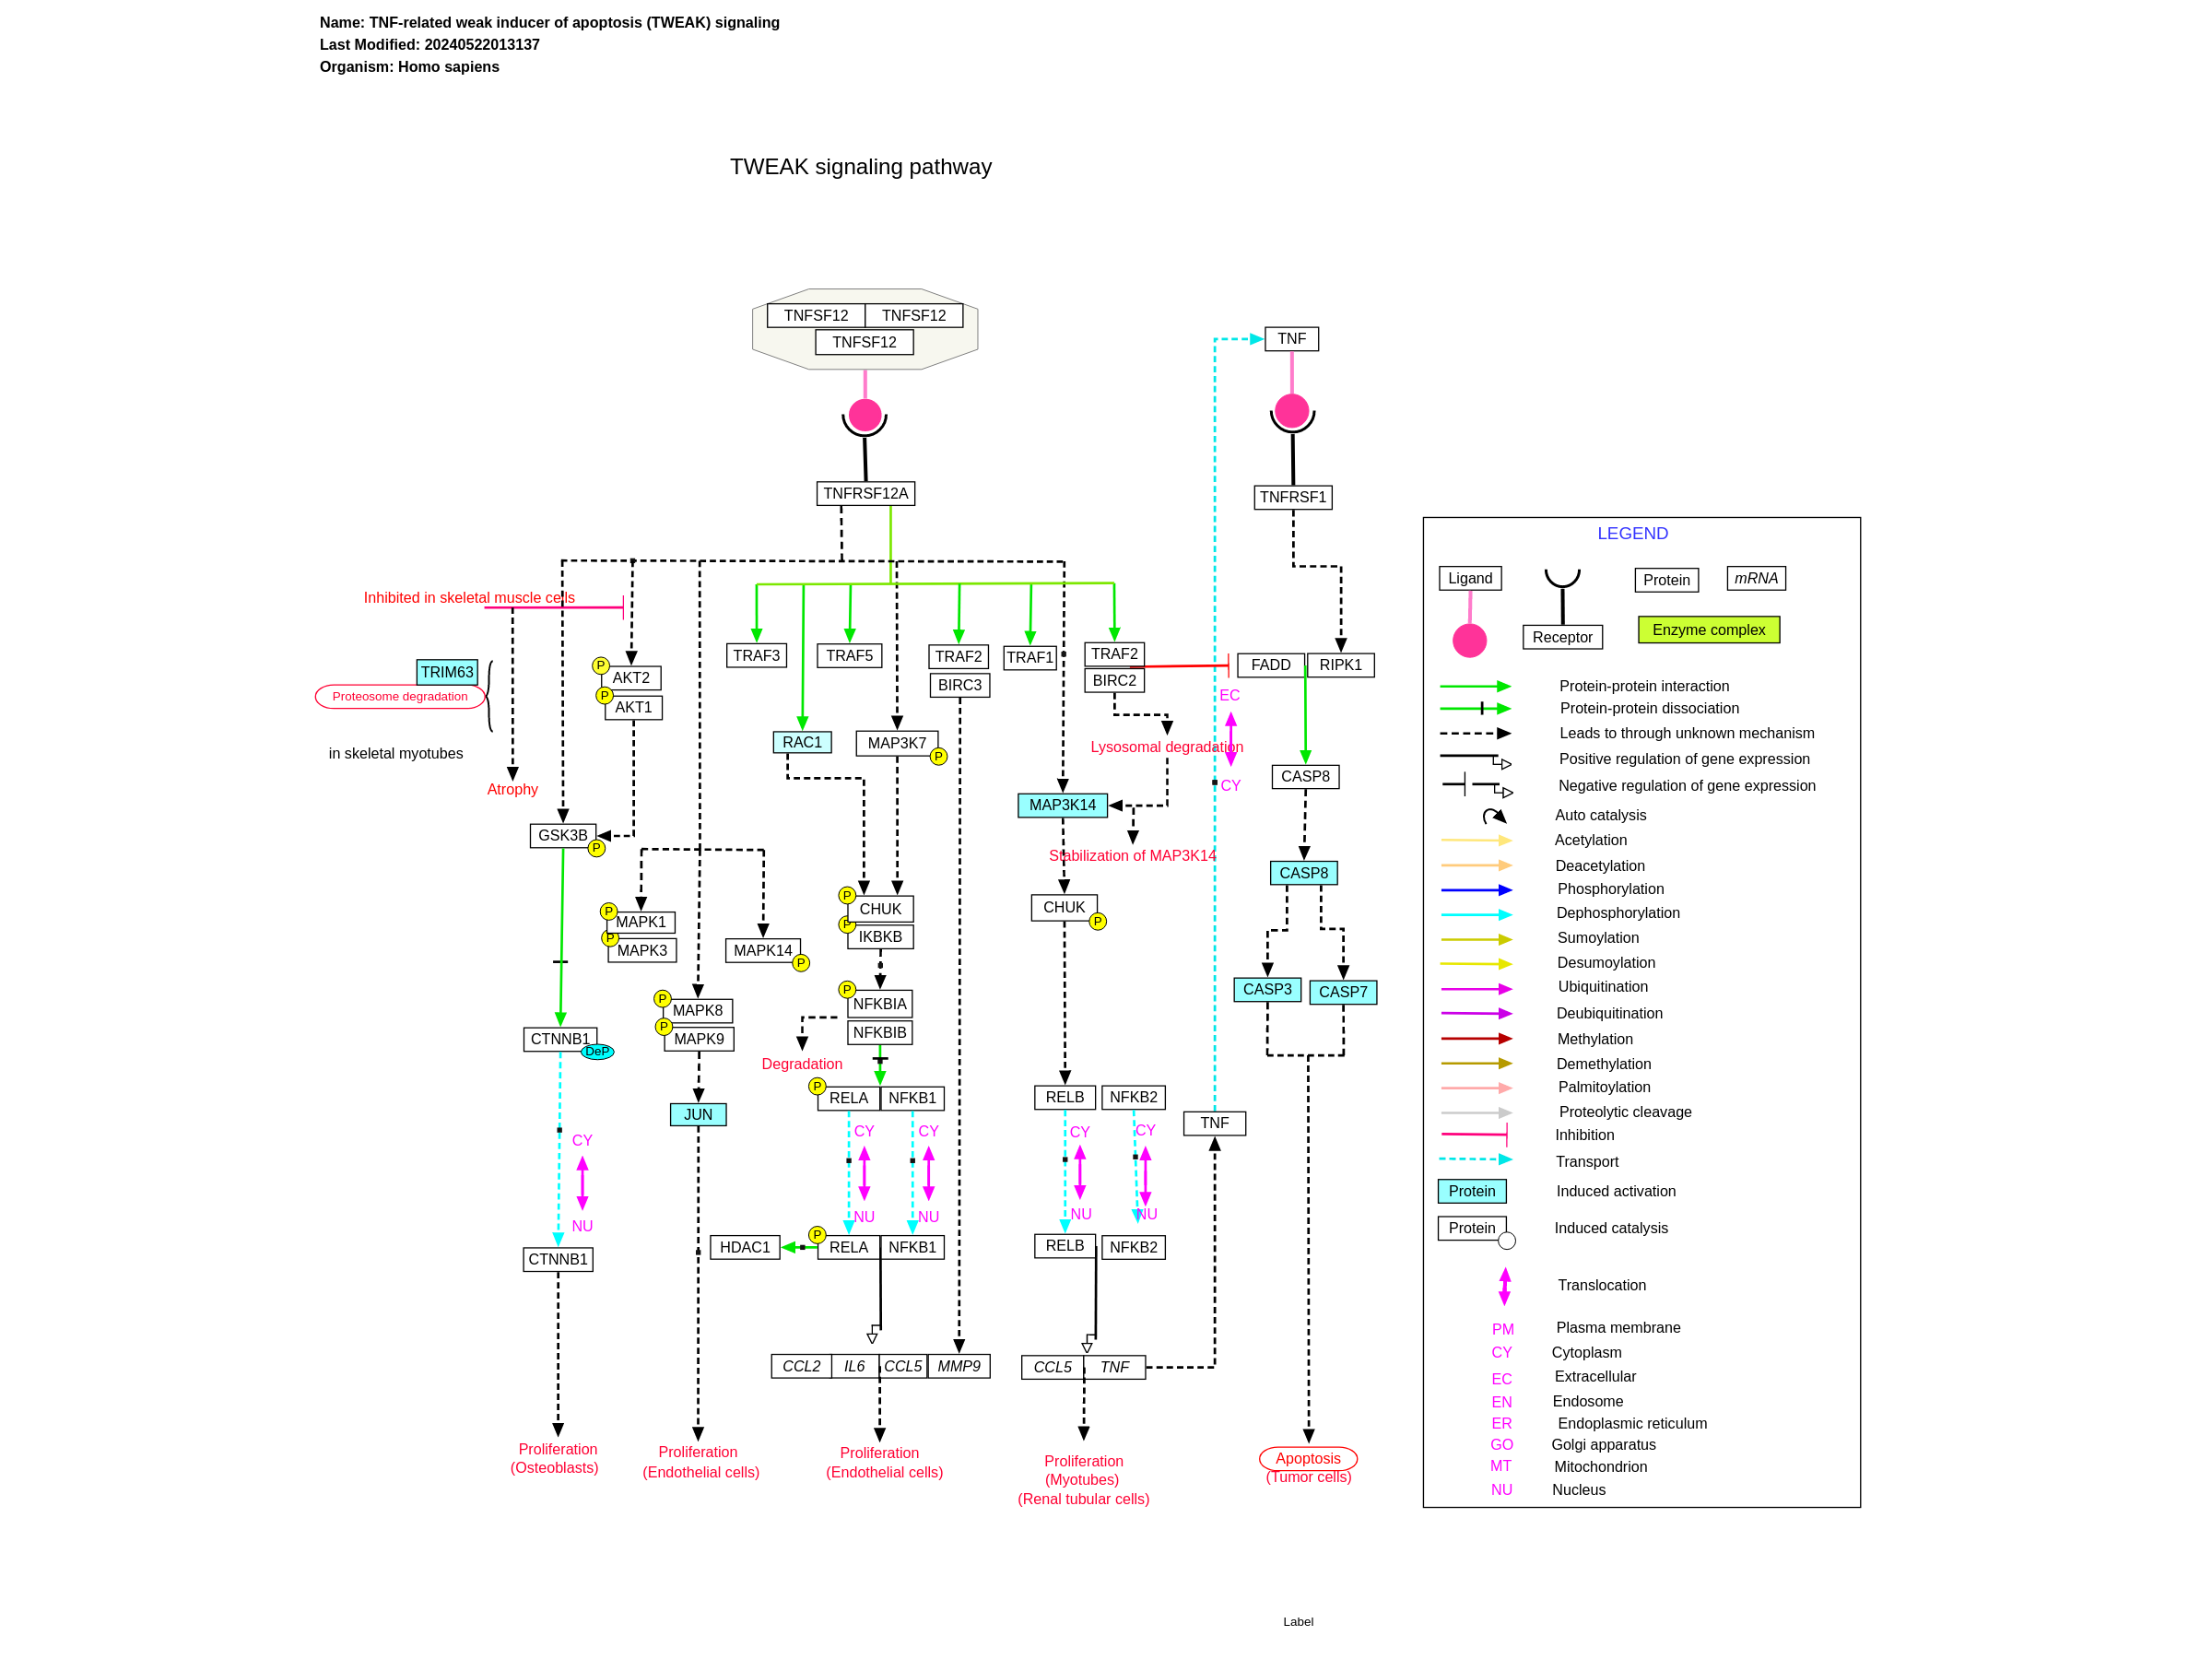 Name: TNF-related weak inducer of apoptosis (TWEAK) signaling
Last Modified: 20240522013137
Organism: Homo sapiens
TWEAK signaling pathway
TNFSF12 TNFSF12
TNFSF12
TNF
TNFRSF12A
TNFRSF1
Inhibited in skeletal muscle cells
TRIM63
Proteosome degradation
in skeletal myotubes
Atrophy
P
AKT2
P
AKT1
TRAF3
TRAF5
TRAF2
BIRC3
TRAF1
TRAF2
BIRC2
FADD RIPK1
EC
CY
RAC1
MAP3K7
P
Lysosomal degradation
CASP8
MAP3K14
Stabilization of MAP3K14
GSK3B
P
CASP8
P
MAPK1
P
MAPK3
MAPK14
P
P
CHUK
P
IKBKB
CHUK
P
CASP3
CASP7
P
MAPK8
P
MAPK9
P
NFKBIA
NFKBIB
Degradation
CTNNB1
DeP
JUN
P
RELA NFKB1
RELB NFKB2
TNF
CY
CY
CY
CY
CY
NU
NU
NU
NU
NU
CTNNB1
HDAC1
P
RELA NFKB1
RELB NFKB2
CCL2 IL6 CCL5 MMP9
CCL5 TNF
Proliferation
(Osteoblasts)
Proliferation
(Endothelial cells)
Proliferation
(Endothelial cells)
Proliferation
(Myotubes)
(Renal tubular cells)
Apoptosis
(Tumor cells)
LEGEND
Ligand
Receptor
Protein
mRNA
Enzyme complex
Protein-protein interaction
Protein-protein dissociation
Leads to through unknown mechanism
Positive regulation of gene expression
Negative regulation of gene expression
Auto catalysis
Acetylation
Deacetylation
Phosphorylation
Dephosphorylation
Sumoylation
Desumoylation
Ubiquitination
Deubiquitination
Methylation
Demethylation
Palmitoylation
Proteolytic cleavage
Inhibition
Transport
Protein Induced activation
Protein Induced catalysis
Translocation
PM Plasma membrane
CY Cytoplasm
EC Extracellular
EN Endosome
ER Endoplasmic reticulum
GO Golgi apparatus
MT Mitochondrion
NU Nucleus
Label